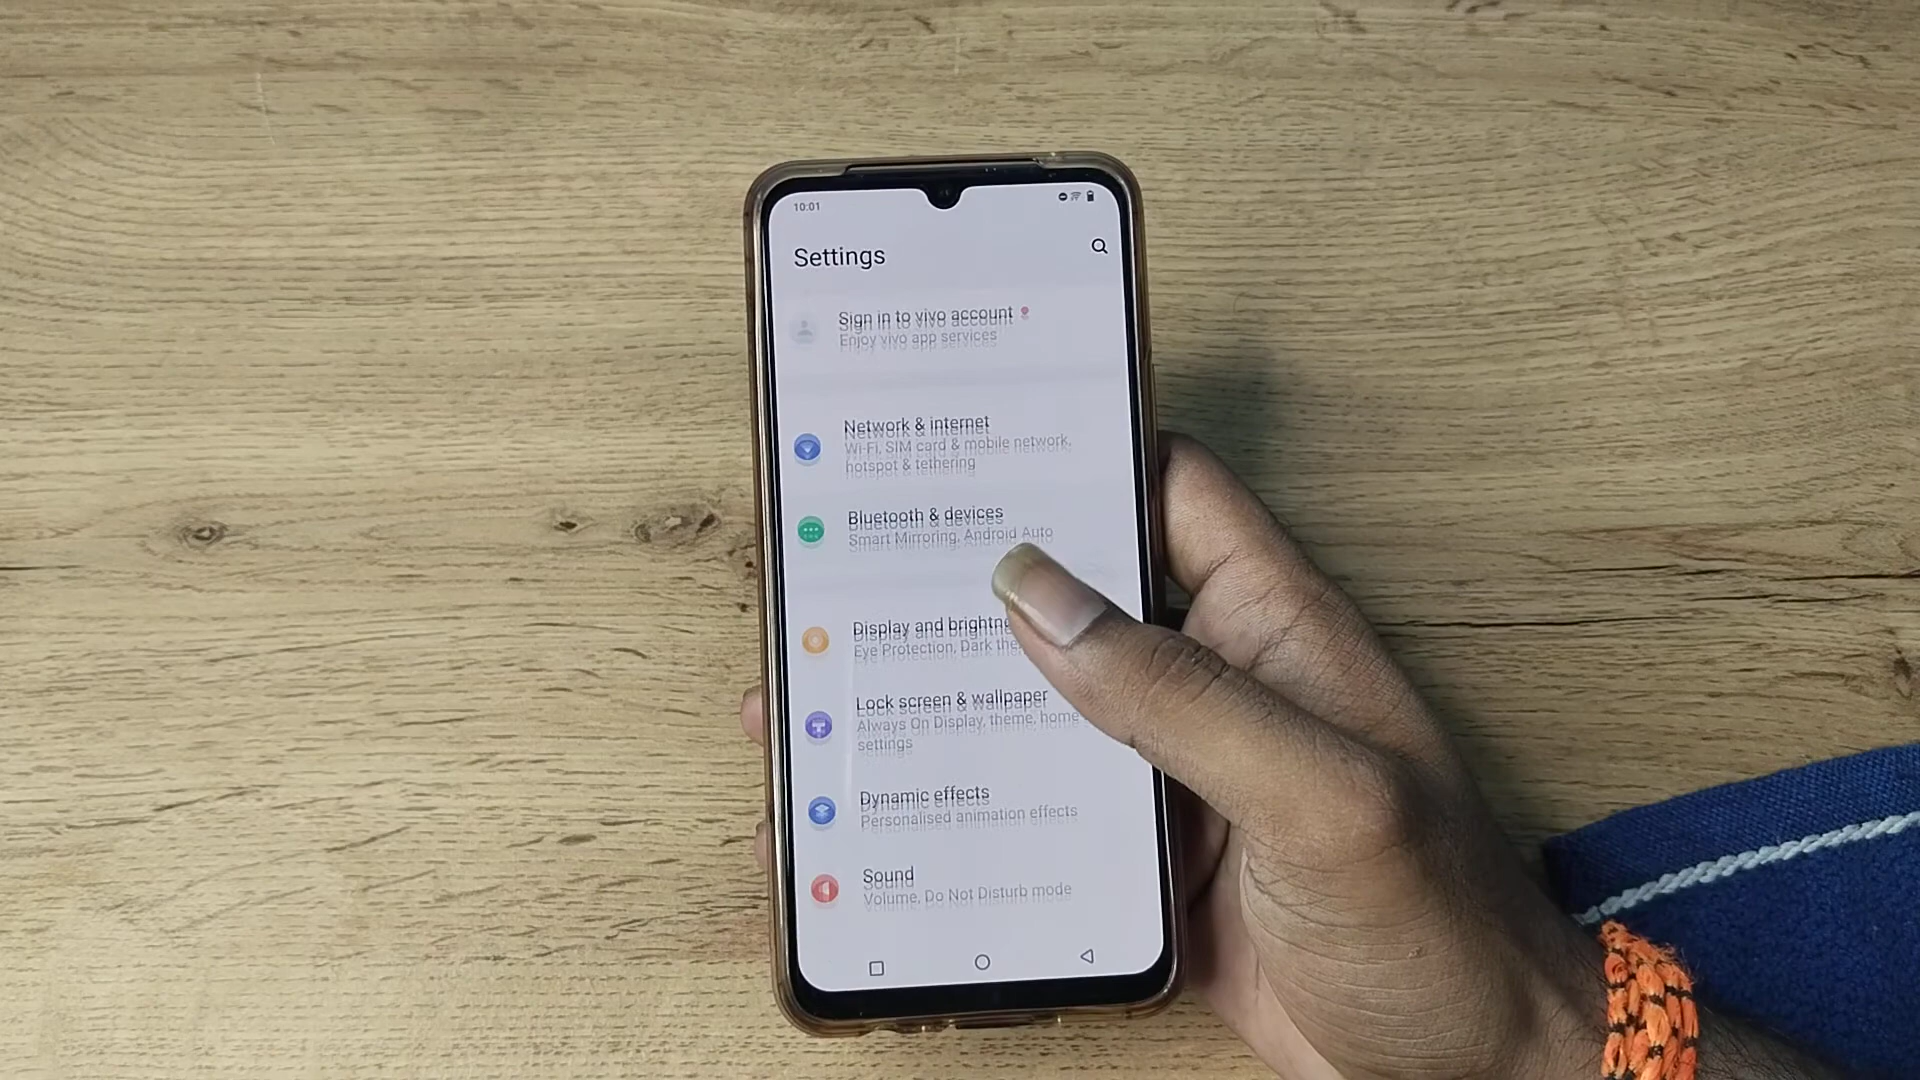 10:01
Settings
Sign in to vivo account
Enjoy vivo app services
Network & internet
Wi-Fi, SIM card & mobile network,
hotspot & tethering
Bluetooth & devices
Smart Mirroring, Android Auto
Display and
Eye Protection, Dark
Lock screen & wallpaper
Always On Display, theme, home
settings
Dynamic effects
Personalised animation effects
Sound
Volume, Do Not Disturb mode